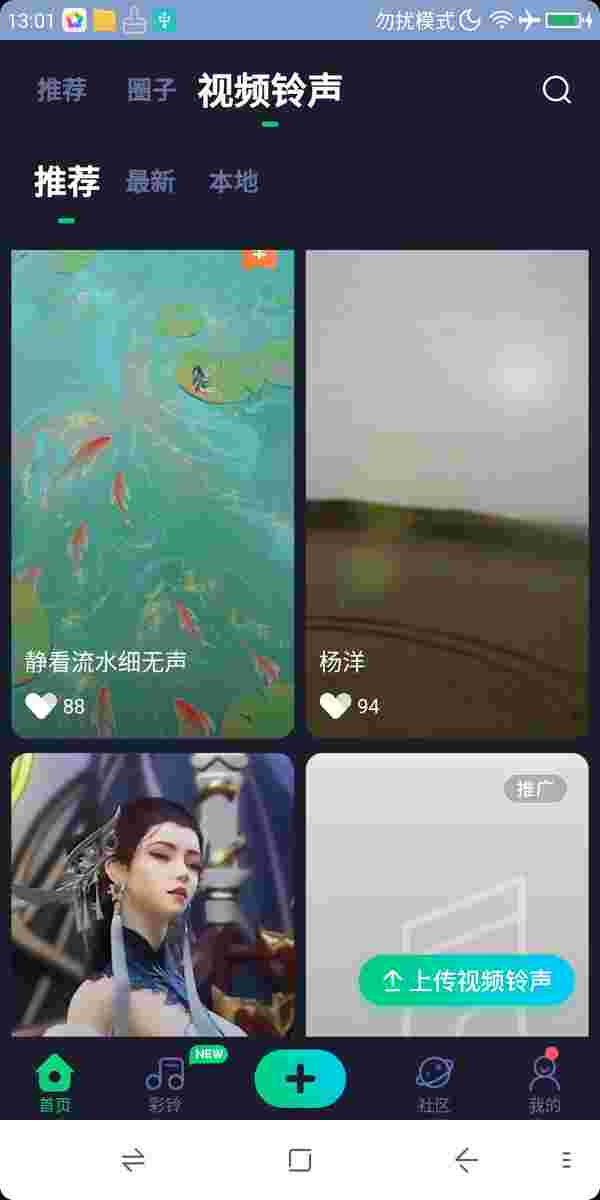 13:01 勿扰模式
推荐 圈子 视频铃声
推荐 最新 本地
静看流水细无声
88
杨洋
94
推广
上传视频铃声
首页
NEW
彩铃
社区
我的